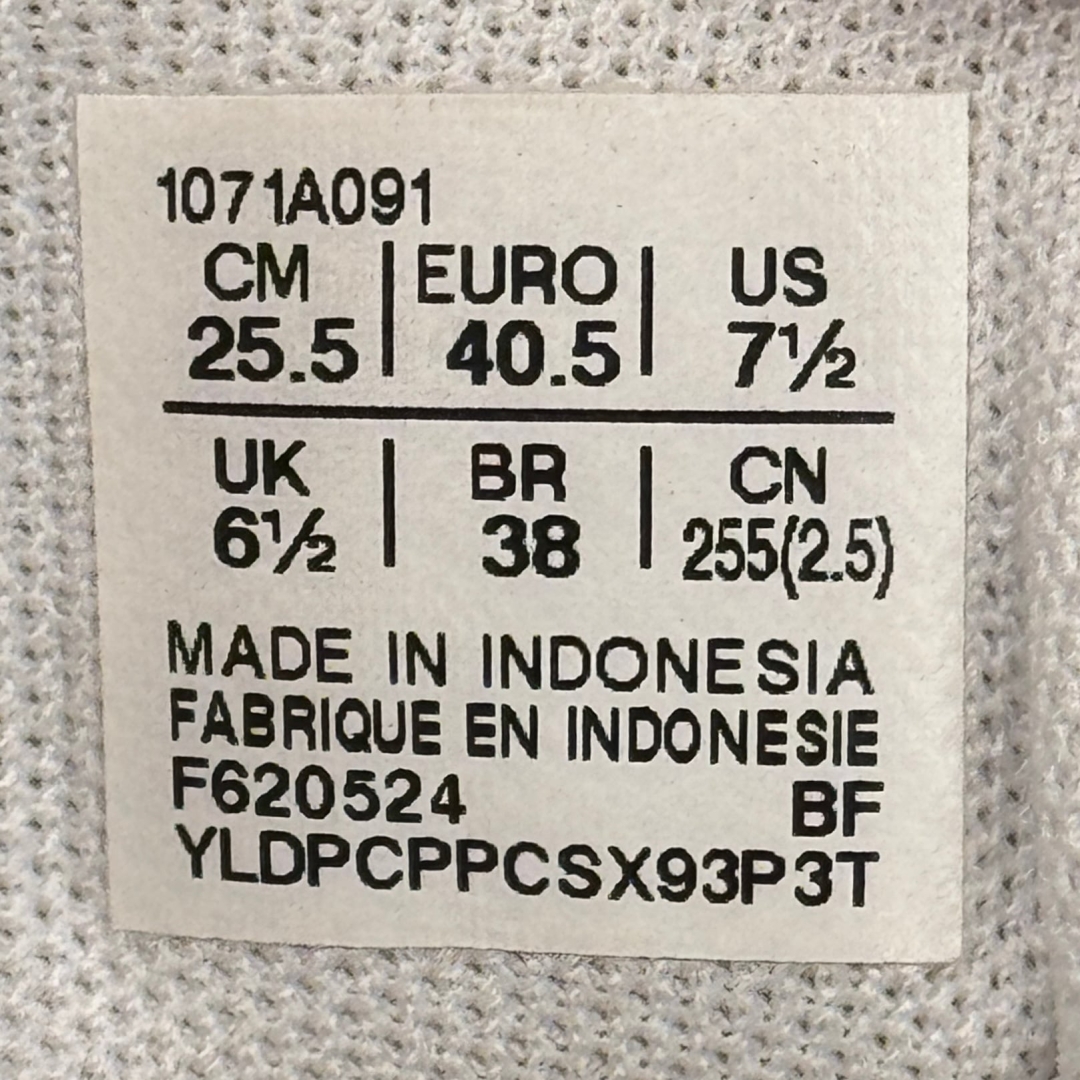 1071A091
CM | EURO | US
25.5 | 40.5 | 7½
UK | BR | CN
6½ | 38 | 255(2.5)
MADE IN INDONESIA
FABRIQUE EN INDONESIE
F620524 BF
YLDPCPPCSX93P3T